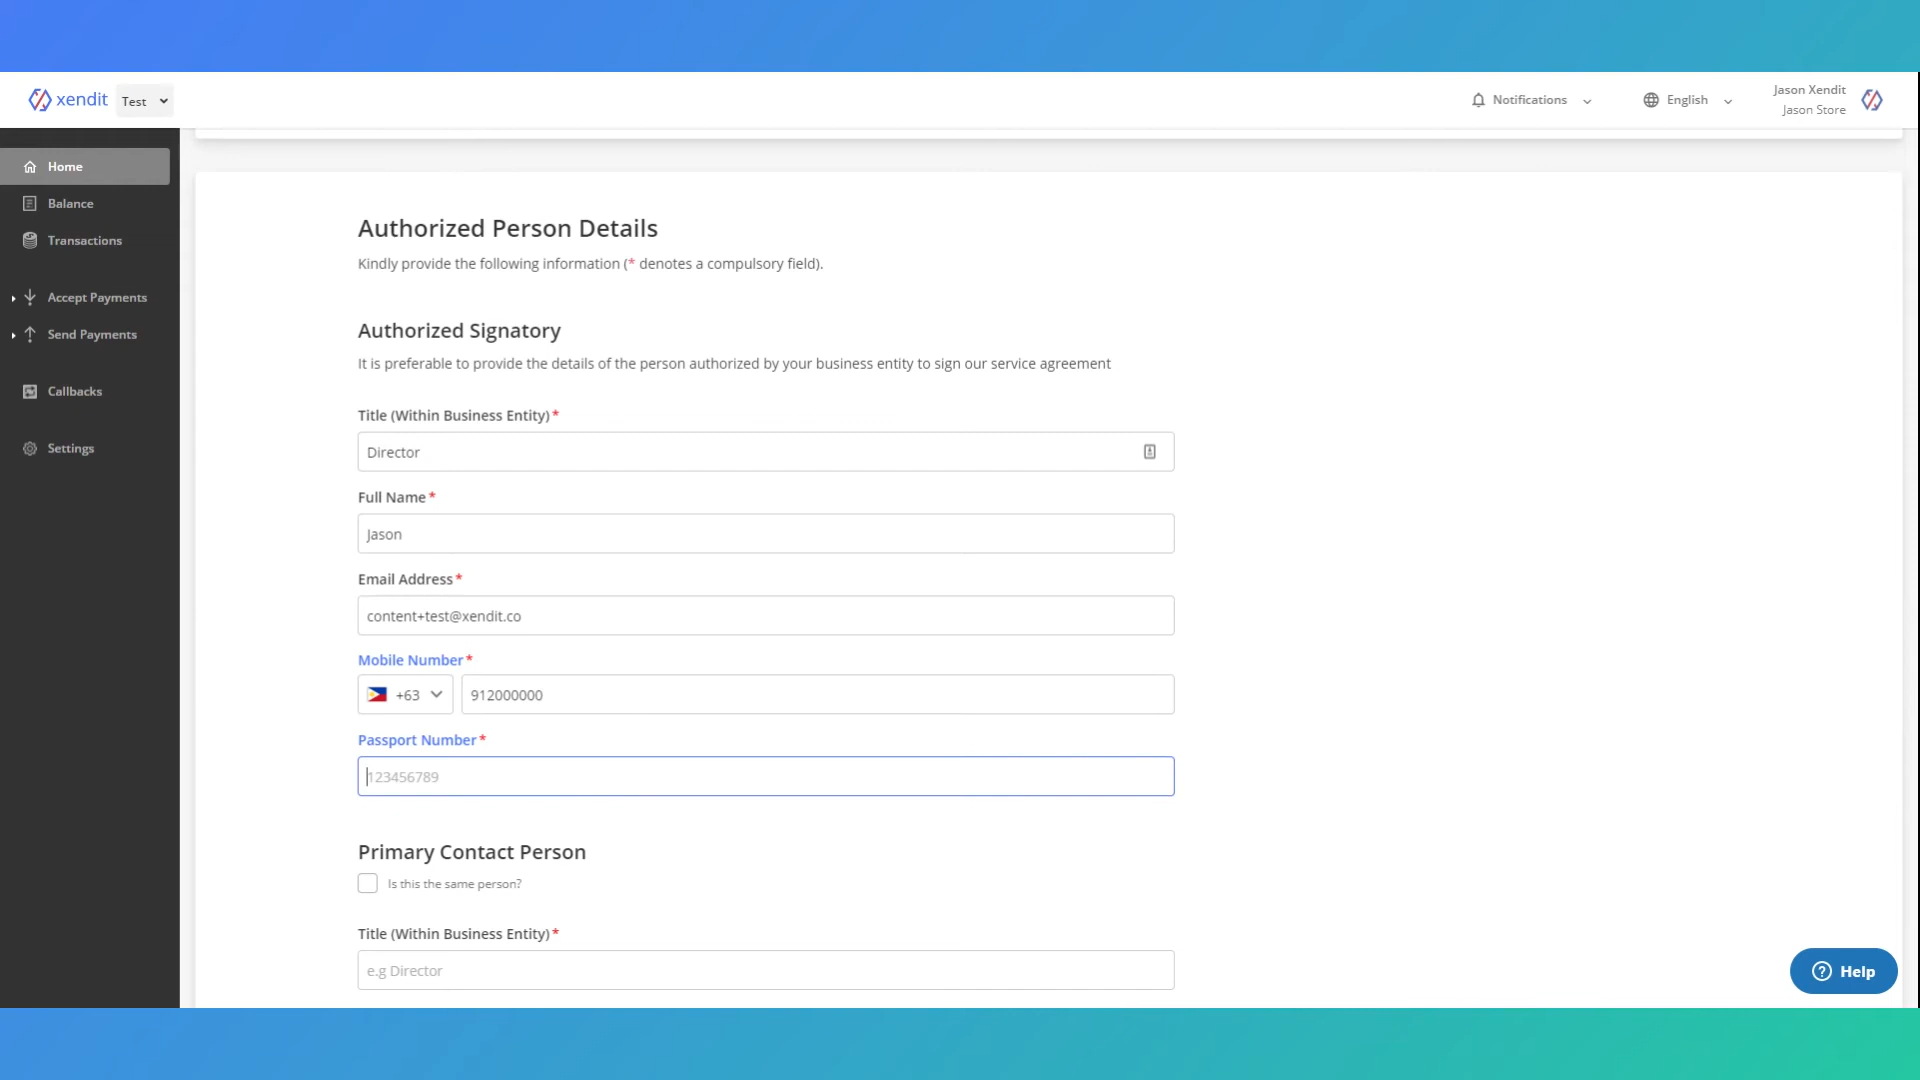 xendit
Test
Notifications
English
Jason Xendit
Jason Store
Home
Balance
Transactions
Accept Payments
Send Payments
Callbacks
Settings
Authorized Person Details
Kindly provide the following information (* denotes a compulsory field).
Authorized Signatory
It is preferable to provide the details of the person authorized by your business entity to sign our service agreement
Title (Within Business Entity)*
Director
Full Name*
Jason
Email Address*
content+test@xendit.co
Mobile Number*
+63
912000000
Passport Number*
123456789
Primary Contact Person
Is this the same person?
Title (Within Business Entity)*
e.g Director
Help